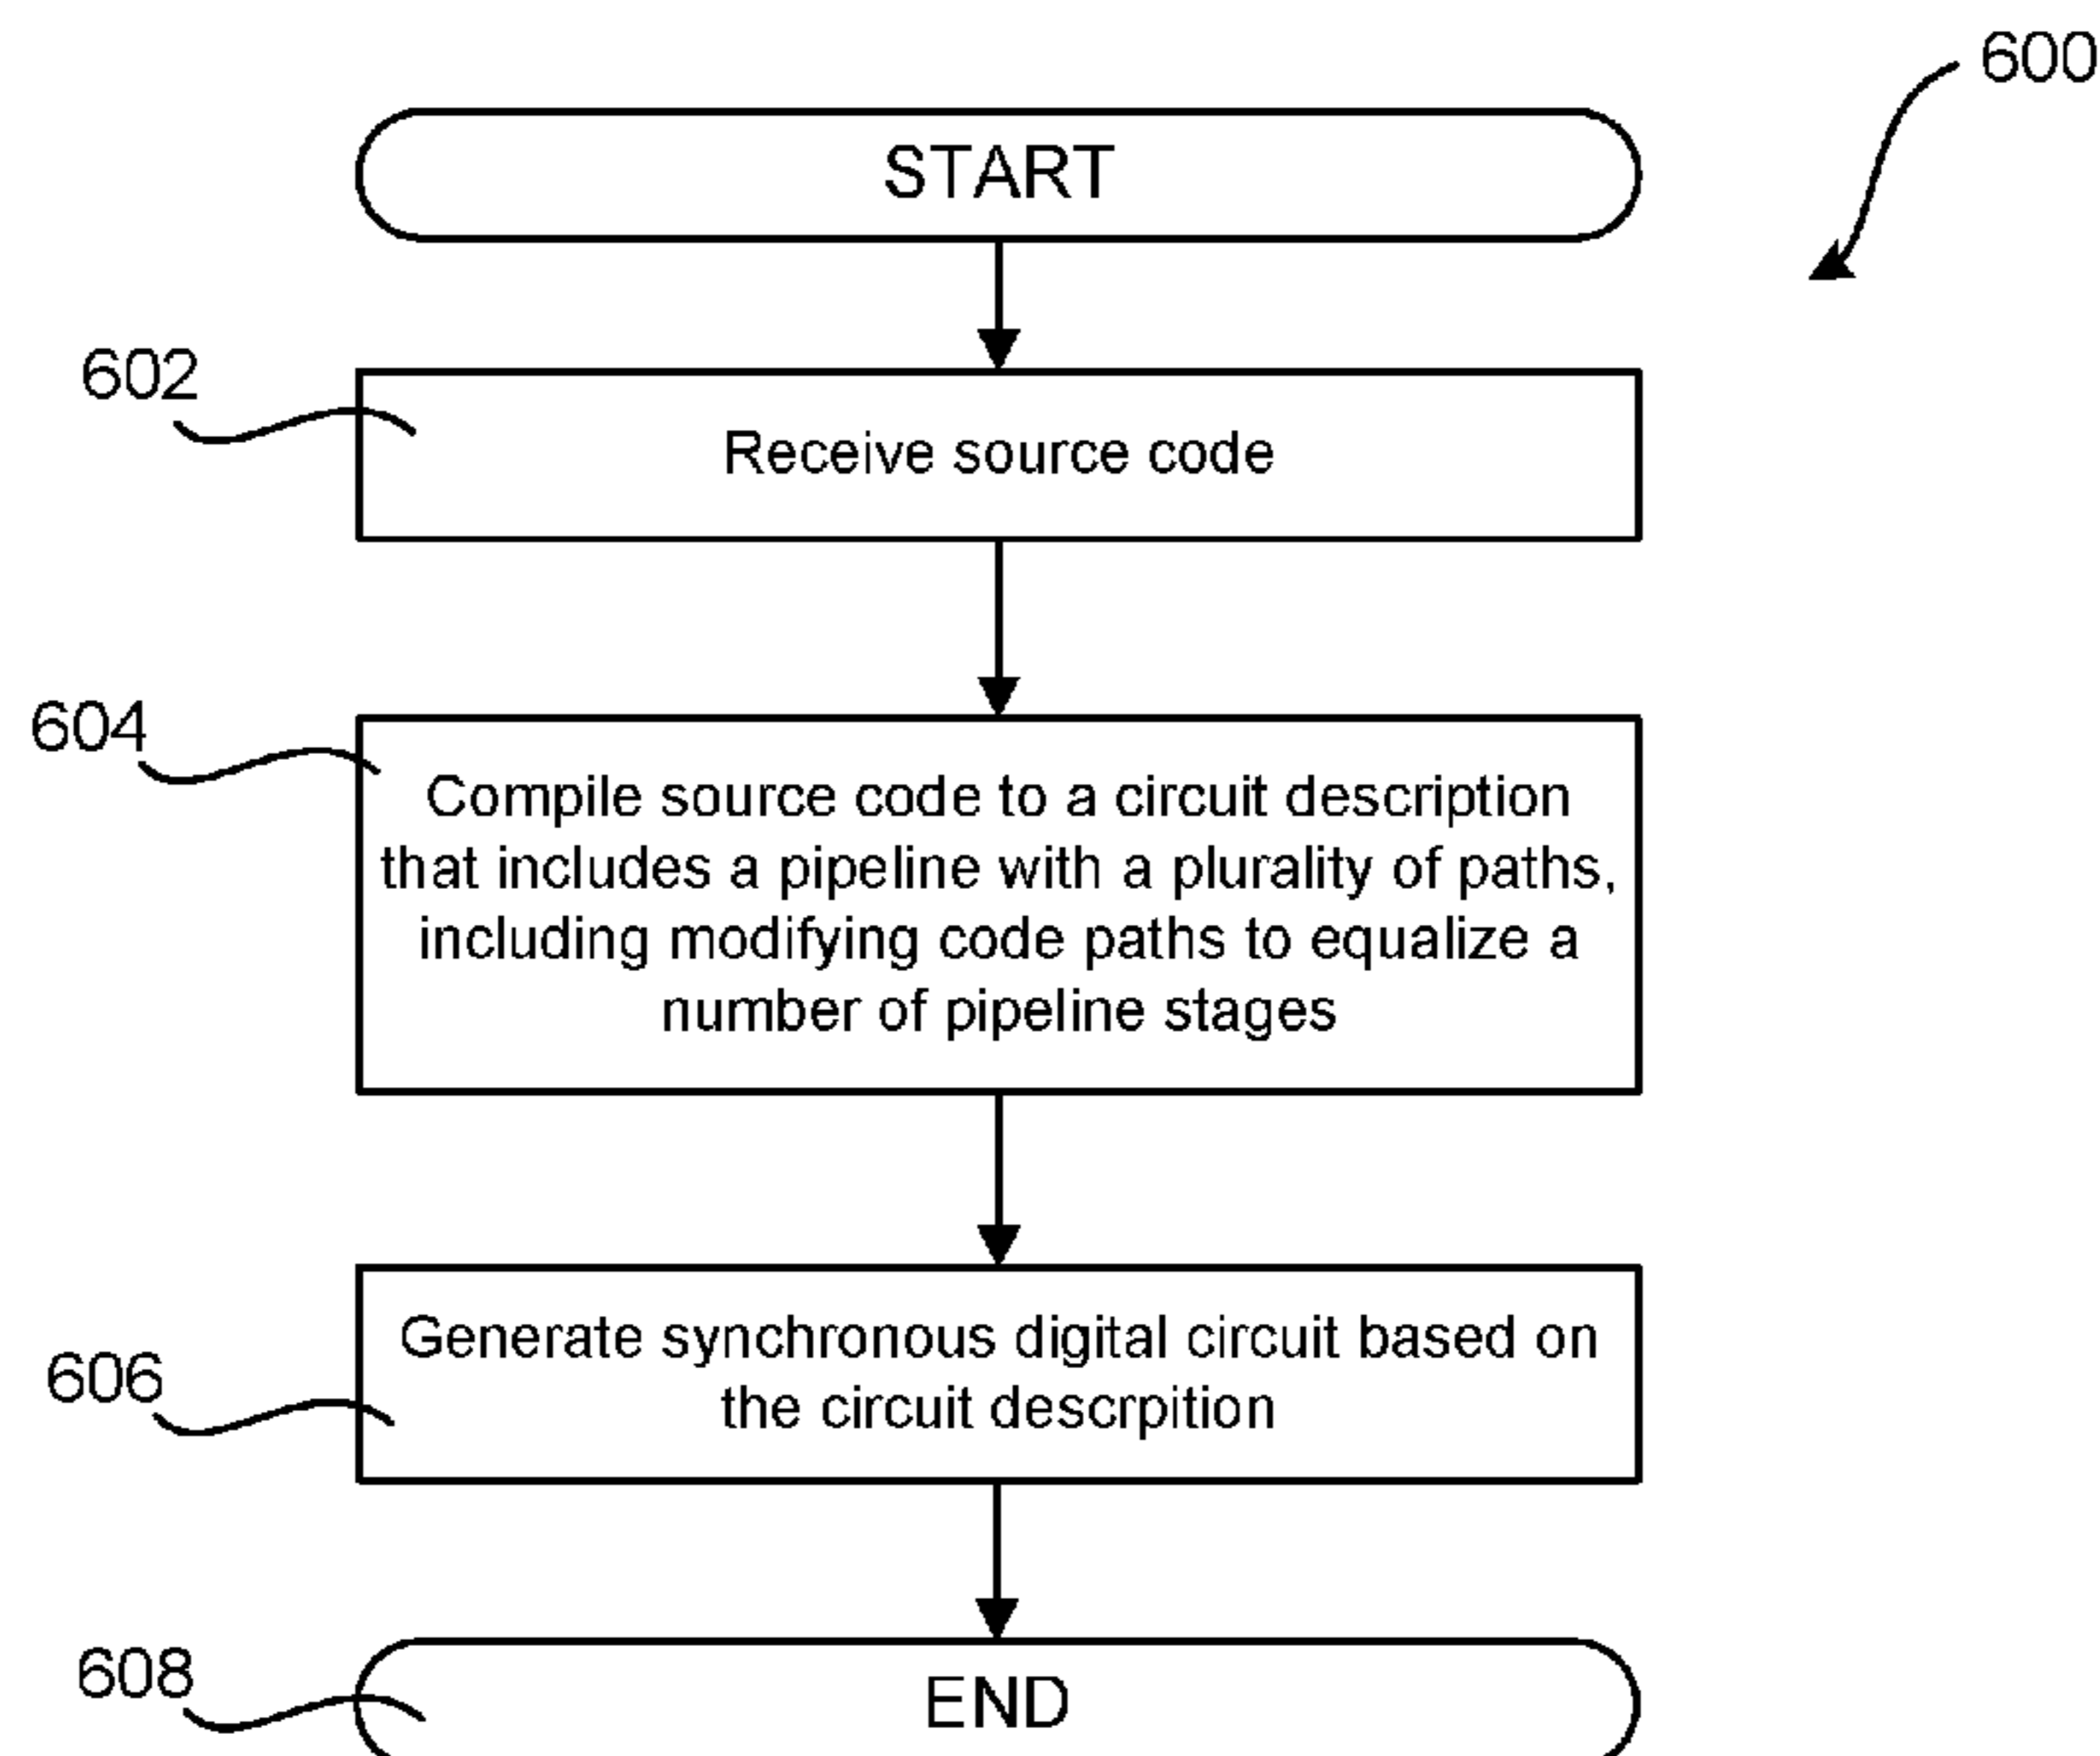 600
START
602
Receive source code
604
Compile source code to a circuit description
that includes a pipeline with a plurality of paths,
including modifying code paths to equalize a
number of pipeline stages
Generate synchronous digital circuit based on
606
the circuit descrpition
608
END